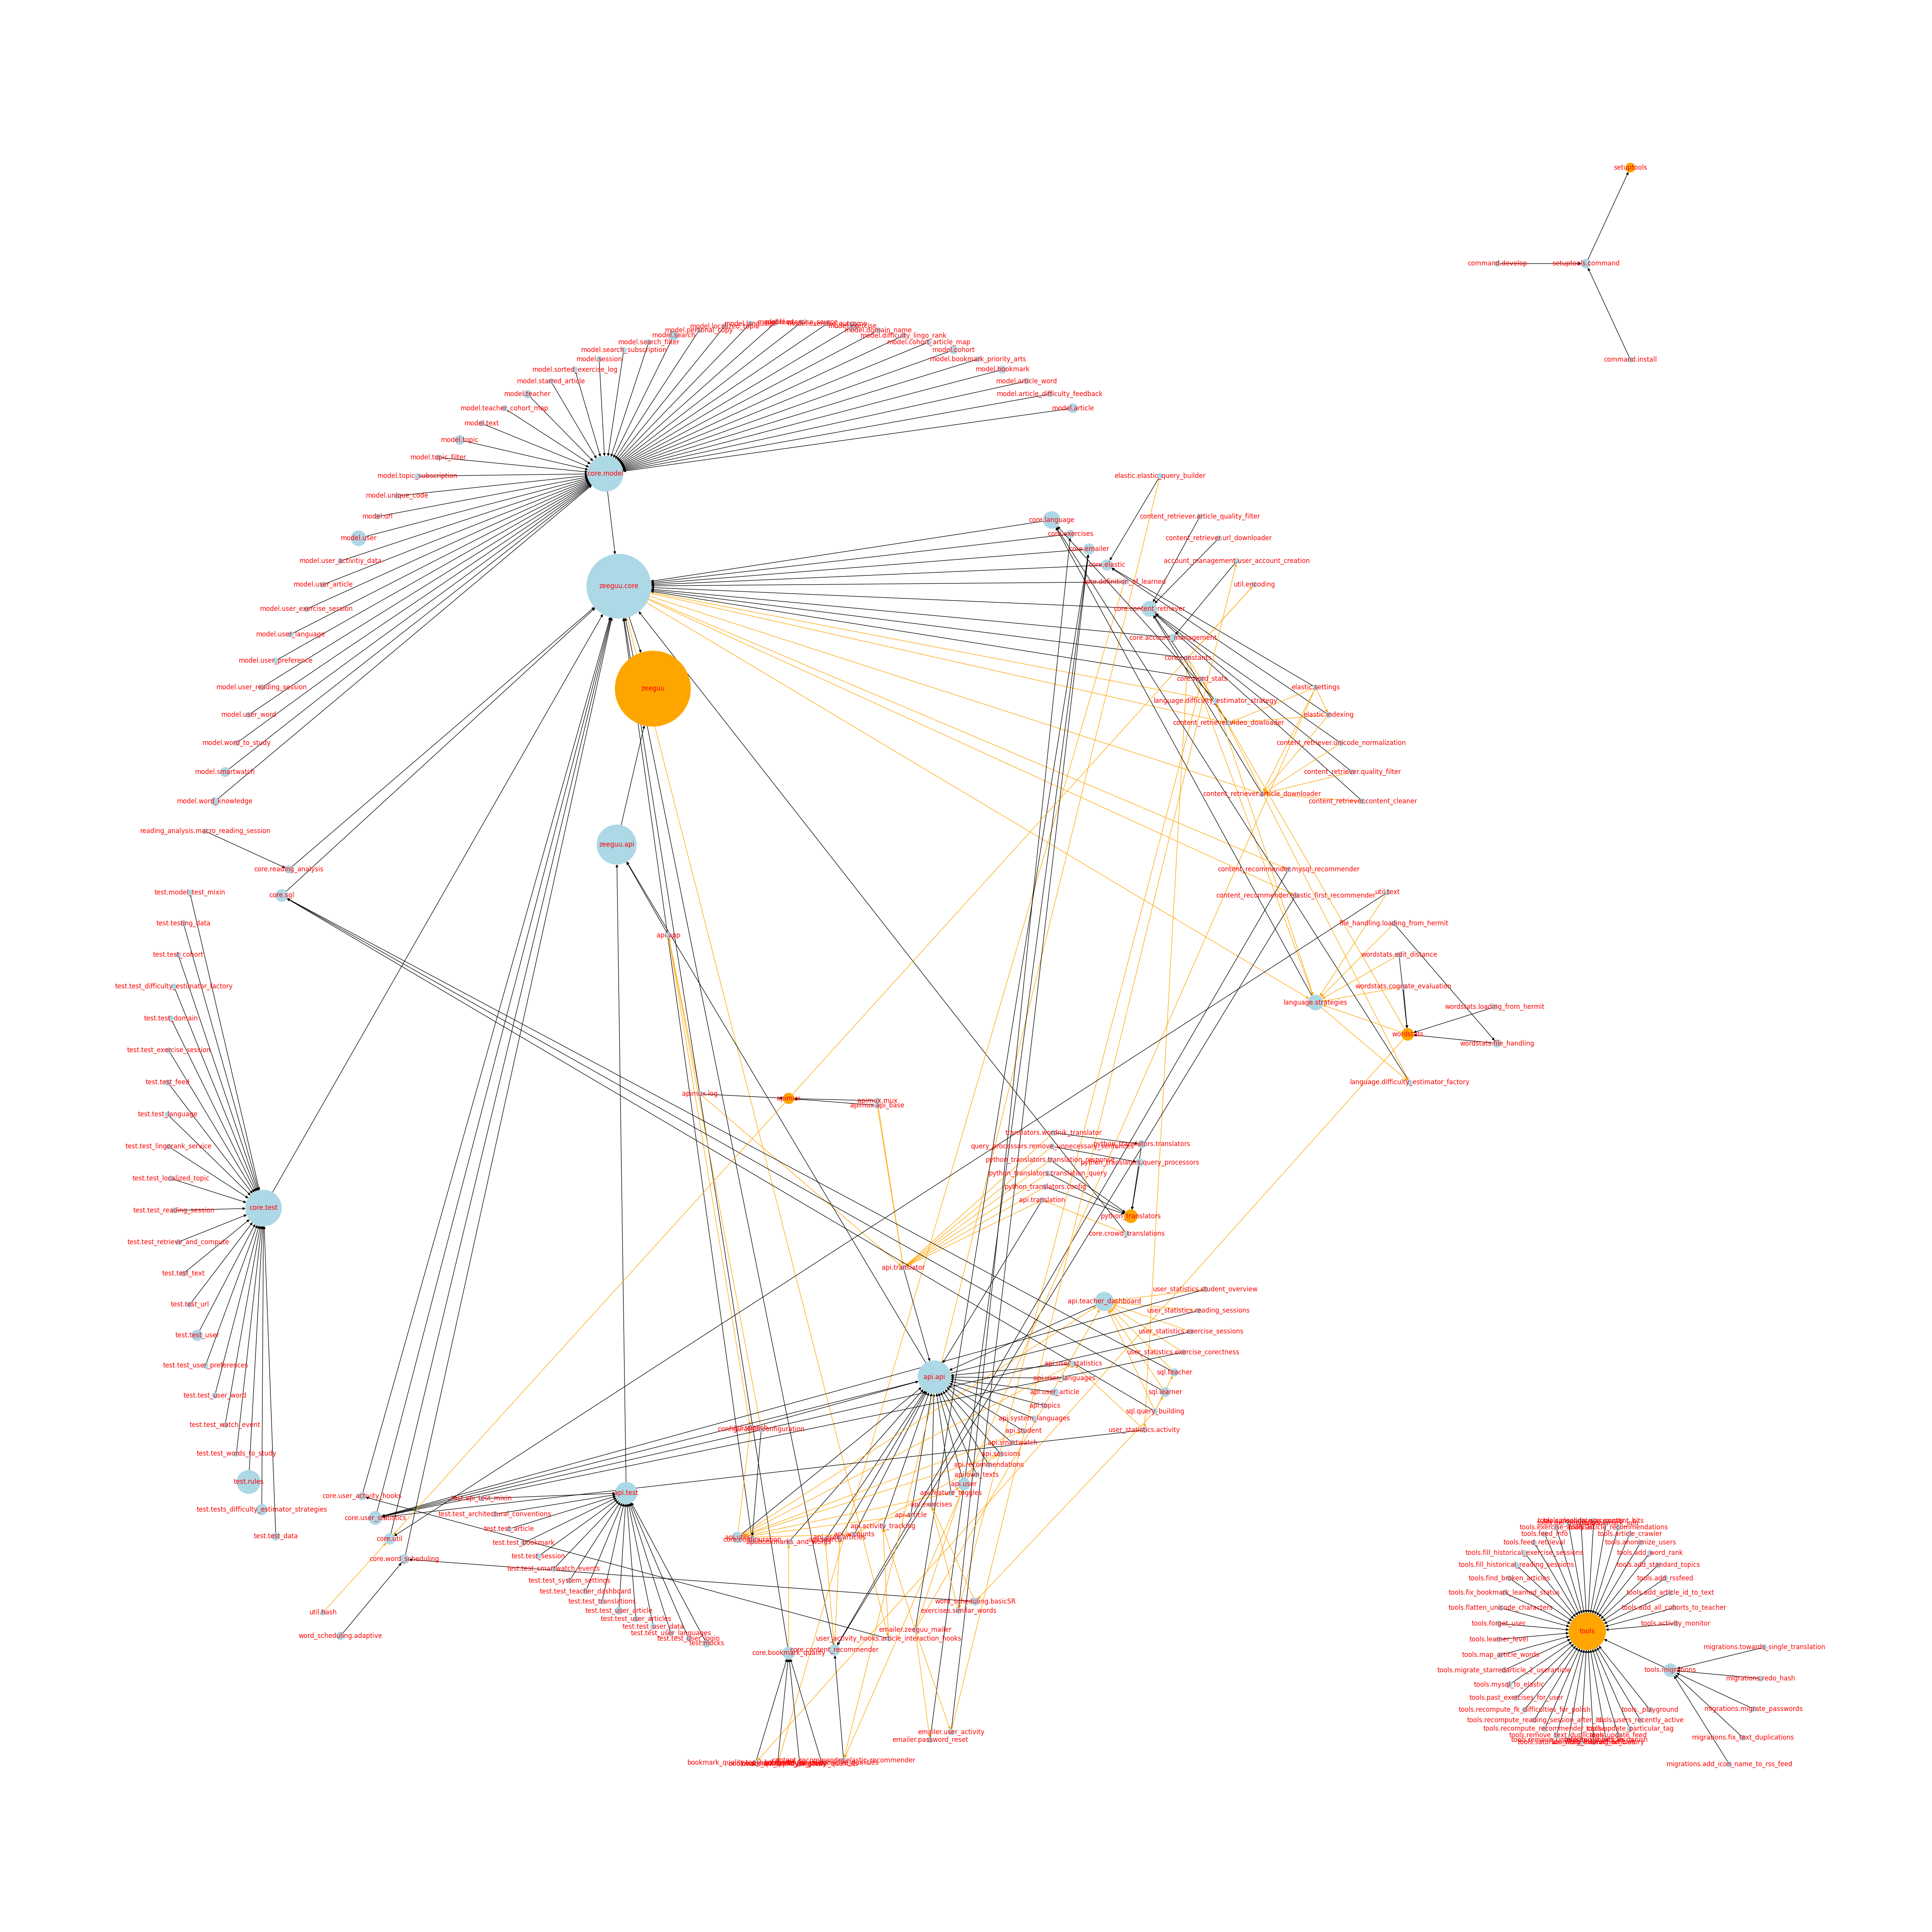 setuptools
command.develop
setuptools.command
command.install
model.personal_copy
model.localized_topic
model.domain_name
model.search
model.difficulty_lingo_rank
model.search_filter
model.cohort_article_map
model.search_subscription
model.cohort
model.session
model.bookmark_priority_arts
model.sorted_exercise_log
model.bookmark
model.starred_article
model.article_word
model.teacher
model.article_difficulty_feedback
model.teacher_cohort_map
model.article
model.text
model.topic
model.topic_filter
core.model
model.topic_subscription
elastic.elastic_query_builder
model.unique_code
model.url
content_retriever.article_quality_filter
core.language
core.exercises
model.user
content_retriever.url_downloader
core.emailer
model.user_activitiy_data
account_management.user_account_creation
core.elastic
core.definition_of_learned
model.user_article
util.encoding
zeeguu.core
model.user_exercise_session
core.content_retriever
model.user_language
core.account_management
core.constants
model.user_preference
core.word_stats
model.user_reading_session
zeeguu
elastic.settings
language.difficulty_estimator_strategy
model.user_word
elastic.indexing
content_retriever.video_dowloader
model.word_to_study
content_retriever.unicode_normalization
model.smartwatch
content_retriever.quality_filter
content_retriever.article_downloader
model.word_knowledge
content_retriever.content_cleaner
reading_analysis.macro_reading_session
zeeguu.api
core.reading_analysis
content_recommender.mysql_recommender
test.model_test_mixin
core.sql
content_recommender.elastic_first_recommender
util.text
test.testing_data
file_handling.loading_from_hermit
api.app
test.test_cohort
wordstats.edit_distance
test.test_difficulty_estimator_factory
wordstats.cognate_evaluation
language.strategies
wordstats.loading_from_hermit
test.test_domain
wordstats
wordstats.file_handling
test.test_exercise_session
test.test_feed
language.difficulty_estimator_factory
apimux.log
apimux
apimux.mux
apimux.api_base
test.test_language
translators.wordnik_translator
test.test_lingorank_service
query_processors.remove_unnecessary_sentences
python_translators.translators
python_translators.translation_response
python_translators.query_processors
test.test_localized_topic
python_translators.translation_query
python_translators.config
api.translation
core.test
test.test_reading_session
python_translators
core.crowd_translations
test.test_retrieve_and_compute
api.translator
test.test_text
user_statistics.student_overview
api.teacher_dashboard
test.test_url
user_statistics.reading_sessions
test.test_user
user_statistics.exercise_sessions
user_statistics.exercise_corectness
test.test_user_preferences
api.user_statistics
sql.teacher
api.api
api.user_languages
api.user_article
sql.learner
test.test_user_word
api.topics
sql.query_building
api.system_languages
test.test_watch_event
api.student
user_statistics.activity
api.smartwatch
test.test_words_to_study
api.sessions
api.recommendations
api.own_texts
test.rules
api.user
api.feature_toggles
core.user_activity_hooks
api.test
test.api_test_mixin
api.exercises
test.tests_difficulty_estimator_strategies
test.test_architectural_conventions
api.article
core.user_statistics
api.activity_tracking
test.test_article
test.test_data
core.util
core.configuration
api.bookmarks_and_words
test.test_bookmark
core.word_scheduling
test.test_session
test.test_smartwatch_events
test.test_system_settings
test.test_teacher_dashboard
test.test_translations
word_scheduling.basicSR
util.hash
test.test_user_article
exercises.similar_words
test.test_user_articles
test.test_user_data
emailer.zeeguu_mailer
word_scheduling.adaptive
test.test_user_languages
test.test_user_login
test.mocks
user_activity_hooks.article_interaction_hooks
core.bookmark_quality
core.content_recommender
emailer.user_activity
emailer.password_reset
content_recommender.elastic_recommender
tools.article_crawler
tools.feed_retrieval
tools.anonymize_users
tools.fill_historical_exercise_sessions
tools.add_word_rank
tools.fill_historical_reading_sessions
tools.add_standard_topics
tools.find_broken_articles
tools.add_rssfeed
tools.fix_bookmark_learned_status
tools.add_article_id_to_text
tools.flatten_unicode_characters
tools.add_all_cohorts_to_teacher
tools.forget_user
tools.activity_monitor
tools
tools.learner_level
migrations.towards_single_translation
tools.map_article_words
tools.migrations
tools.migrate_starredarticle_2_userarticle
migrations.redo_hash
tools.mysql_to_elastic
tools.past_exercises_for_user
tools.recompute_fk_difficulties_for_polish
tools._playground
migrations.migrate_passwords
tools.users_recently_active
tools.update_particular_tag
tools.update_feed
migrations.fix_text_duplications
migrations.add_icon_name_to_rss_feed